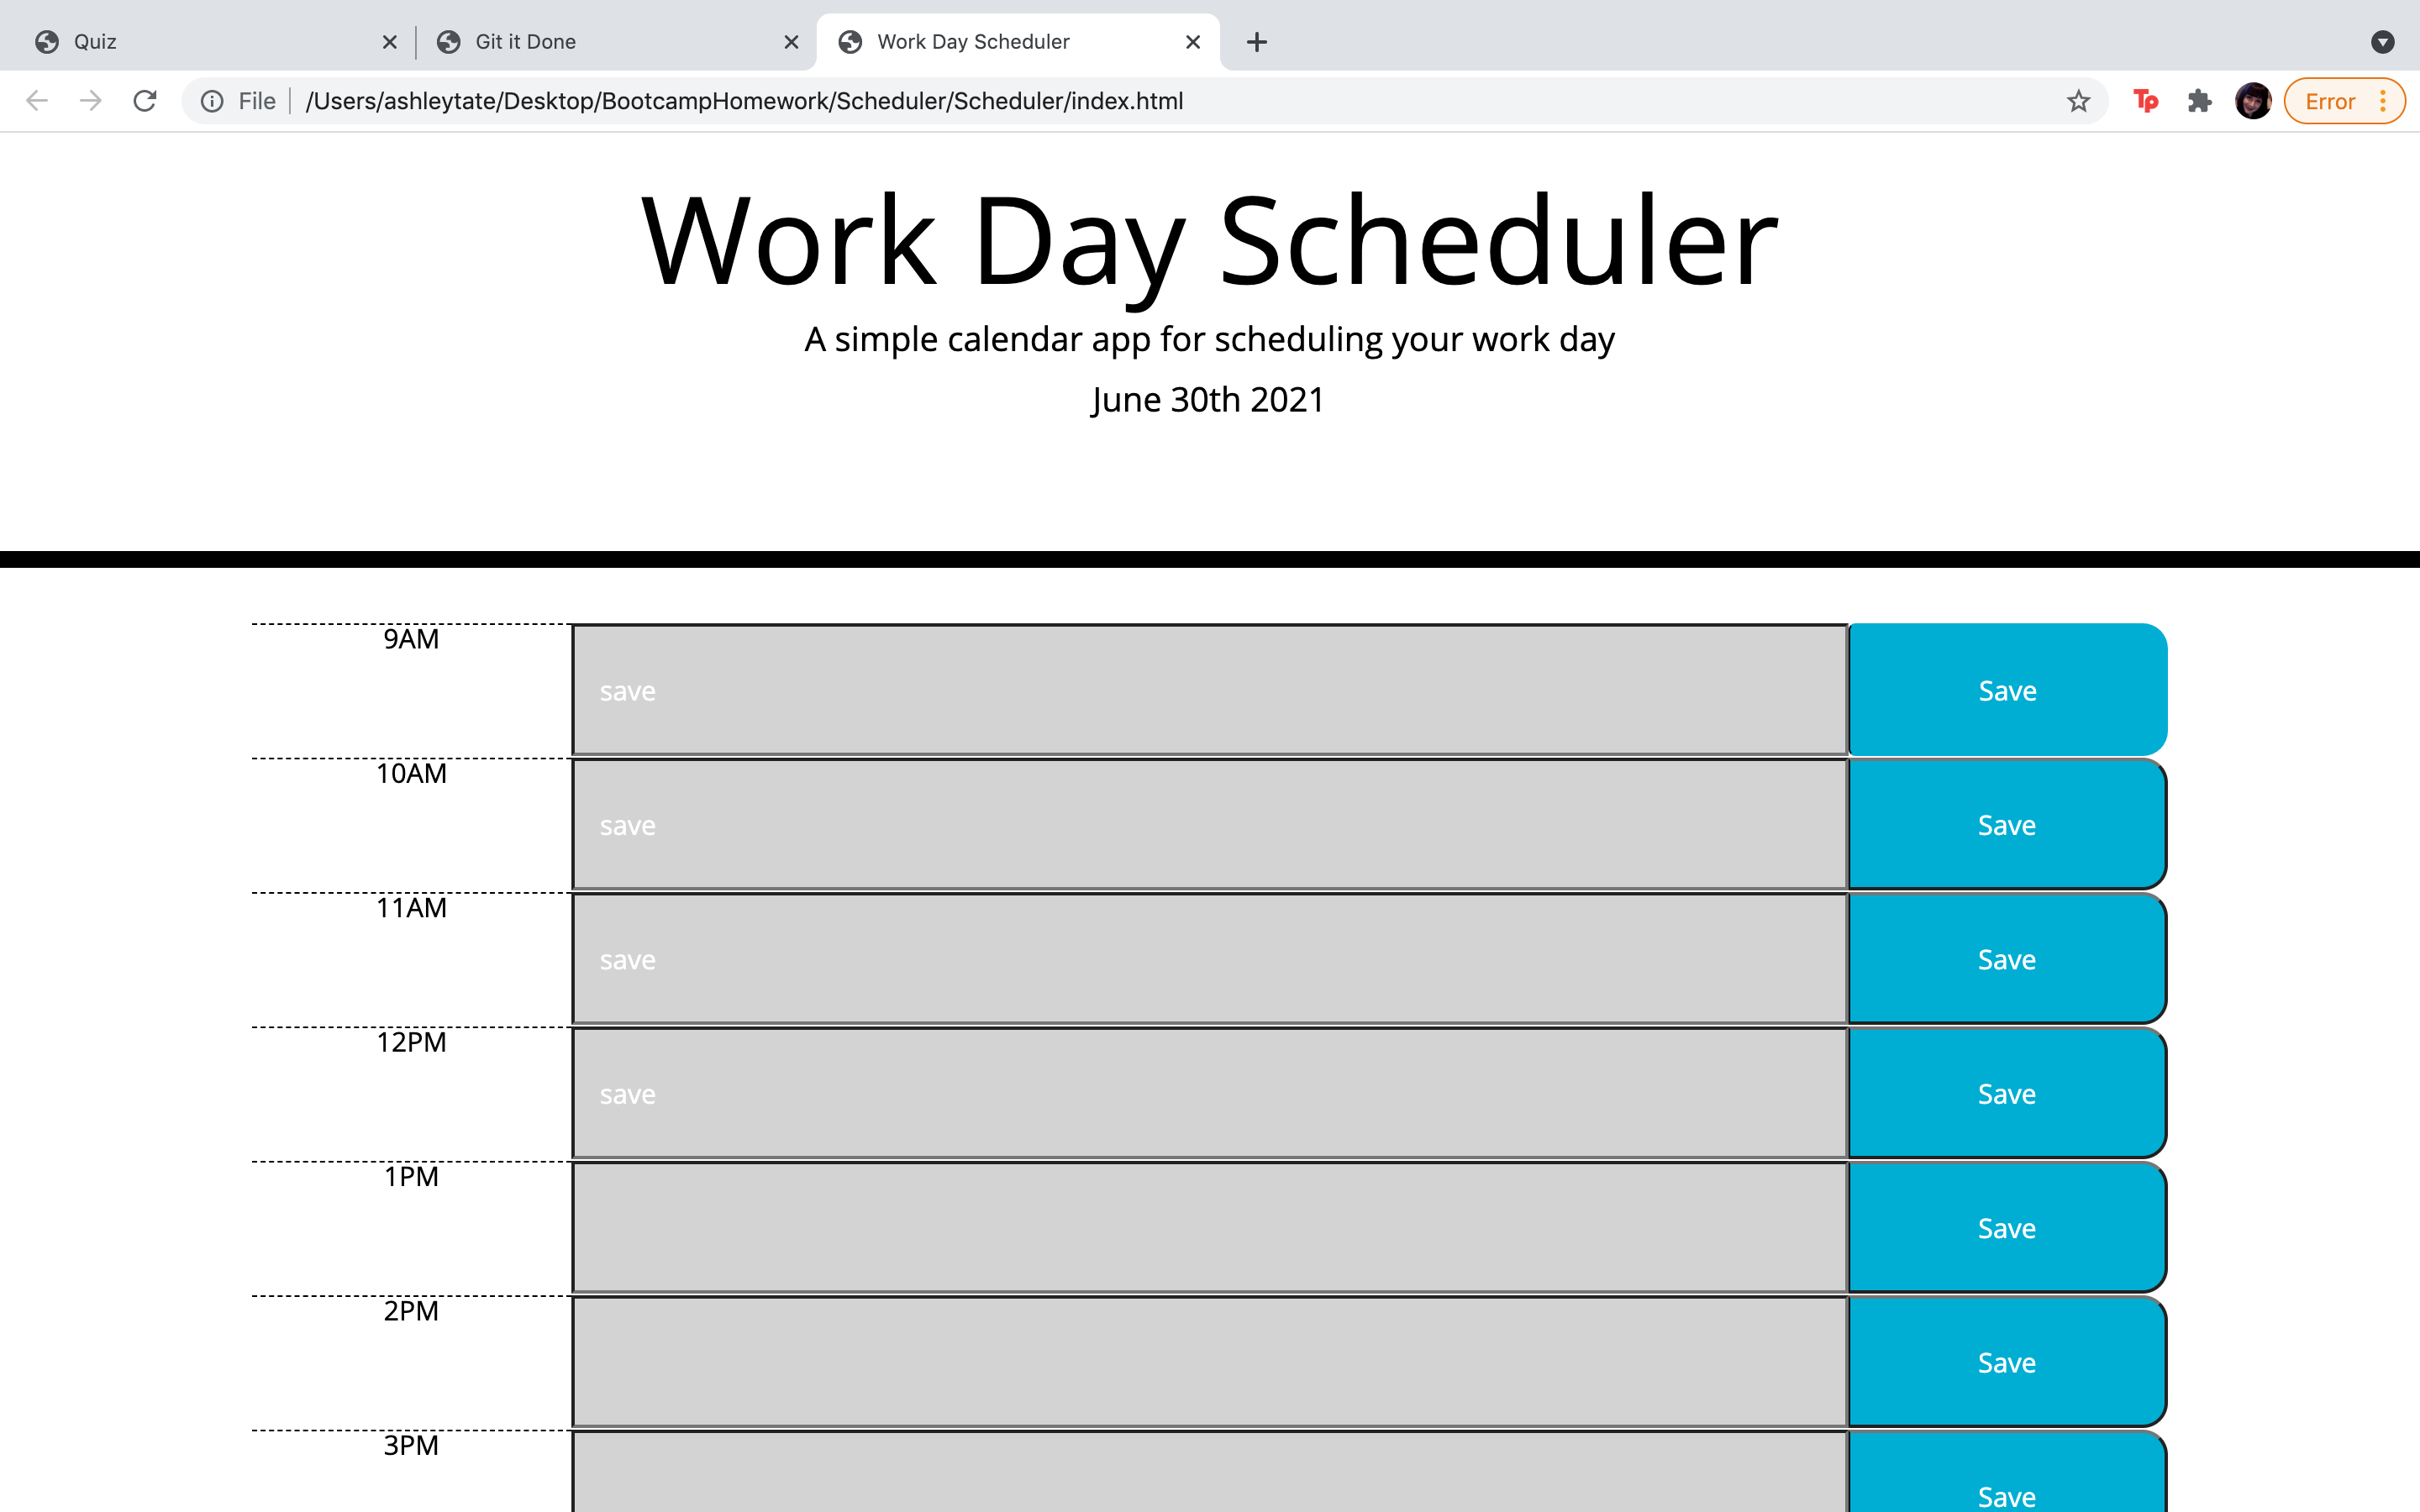 Quiz
Git it Done
Work Day Scheduler
File /Users/ashleytate/Desktop/BootcampHomework/Scheduler/Scheduler/index.html
Tp
Error
Work Day Scheduler
A simple calendar app for scheduling your work day
June 30th 2021
9AM save Save
10AM save Save
11AM save Save
12PM save Save
1PM Save
2PM Save
3PM Save